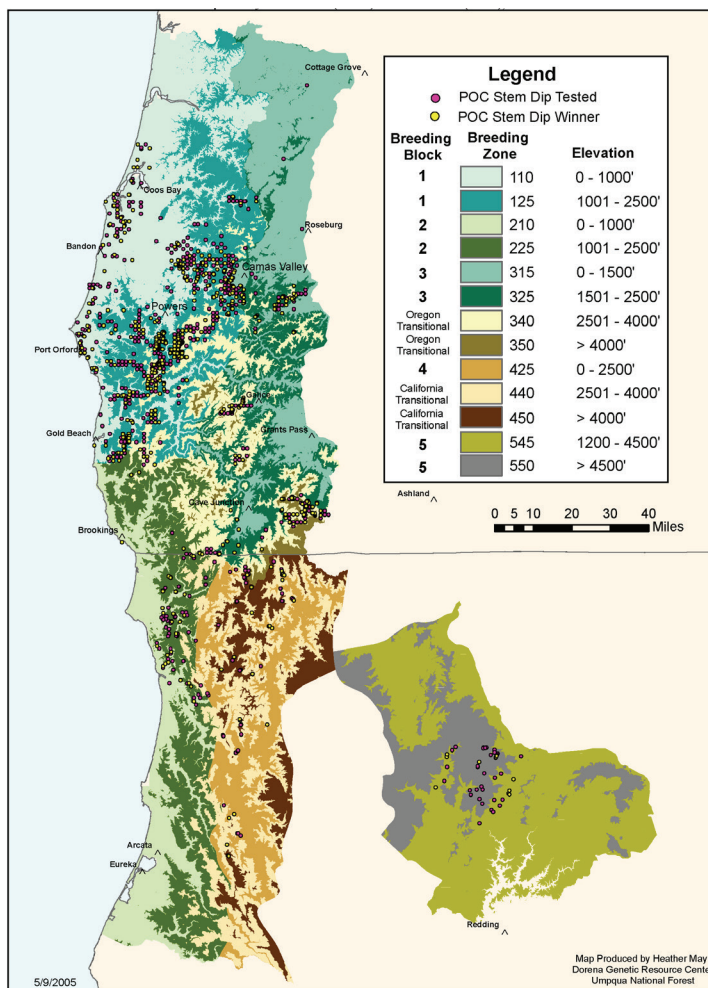 Cottage Grove
Coos Bay
Roseburg
Bandon
Camas Valley
Powers
Port Orford
Galice
Gold Beach
Grants Pass
Cave Junction
Ashland
Brookings
Arcata
Eureka
Redding
Legend
POC Stem Dip Tested
POC Stem Dip Winner
Breeding Block Breeding Zone Elevation
1 110 0 - 1000'
1 125 1001 - 2500'
2 210 0 - 1000'
2 225 1001 - 2500'
3 315 0 - 1500'
3 325 1501 - 2500'
Oregon Transitional 340 2501 - 4000'
Oregon Transitional 350 > 4000'
4 425 0 - 2500'
California Transitional 440 2501 - 4000'
California Transitional 450 > 4000'
5 545 1200 - 4500'
5 550 > 4500'
0 5 10 20 30 40
Miles
5/9/2005
Map Produced by Heather May
Dorena Genetic Resource Cente
Umpqua National Forest